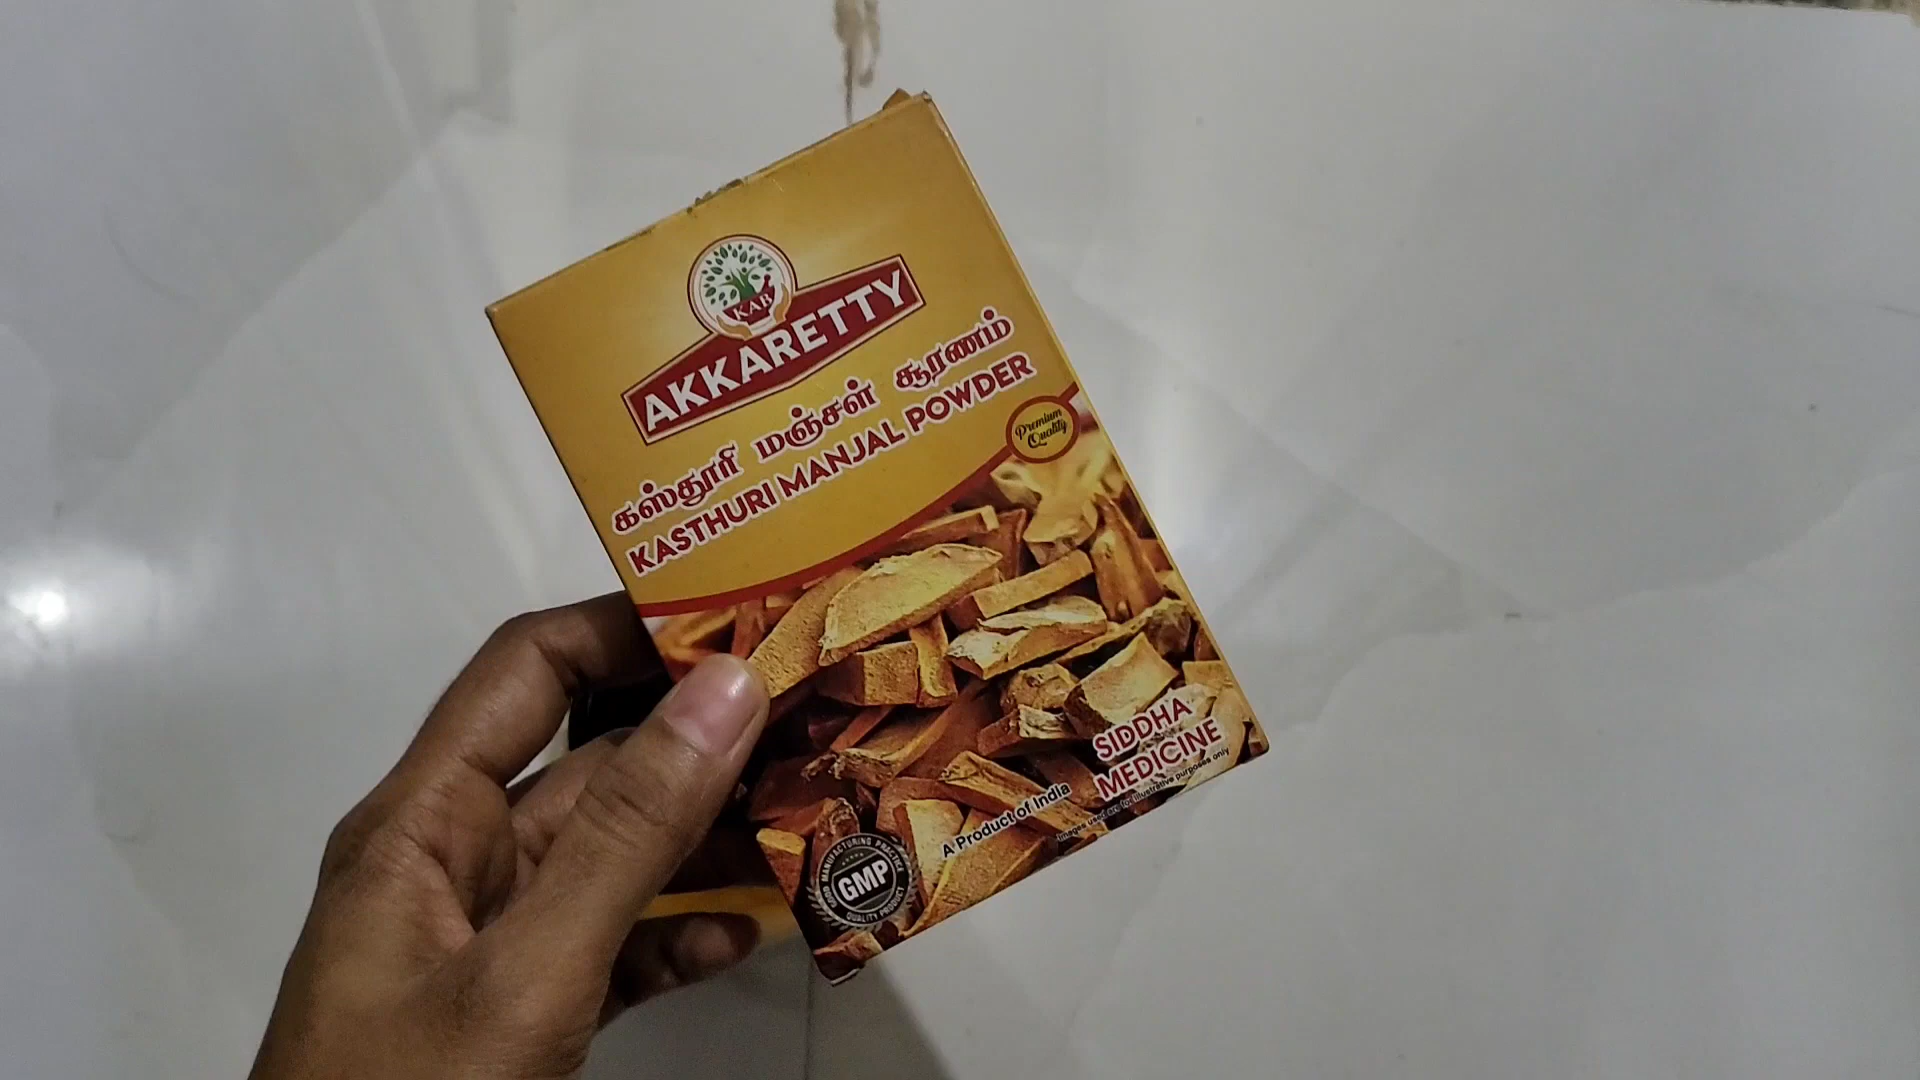 KAB
AKKARETTY
கஸ்தூரி மஞ்சள் சூரணம்
KASTHURI MANJAL POWDER
Premium
Quality
SIDDHA
MEDICINE
A Product of India
Images used are for illustrative purposes only
GOOD MANUFACTURING PRACTICE
GMP
QUALITY PRODUCT